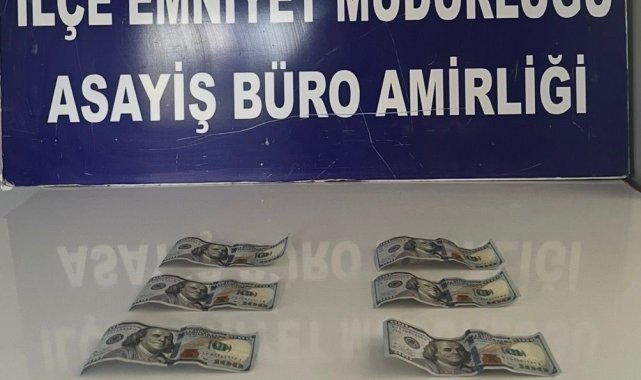 İLÇE EMNİYET MÜDÜRLÜĞÜ
ASAYİŞ BÜRO AMİRLİĞİ